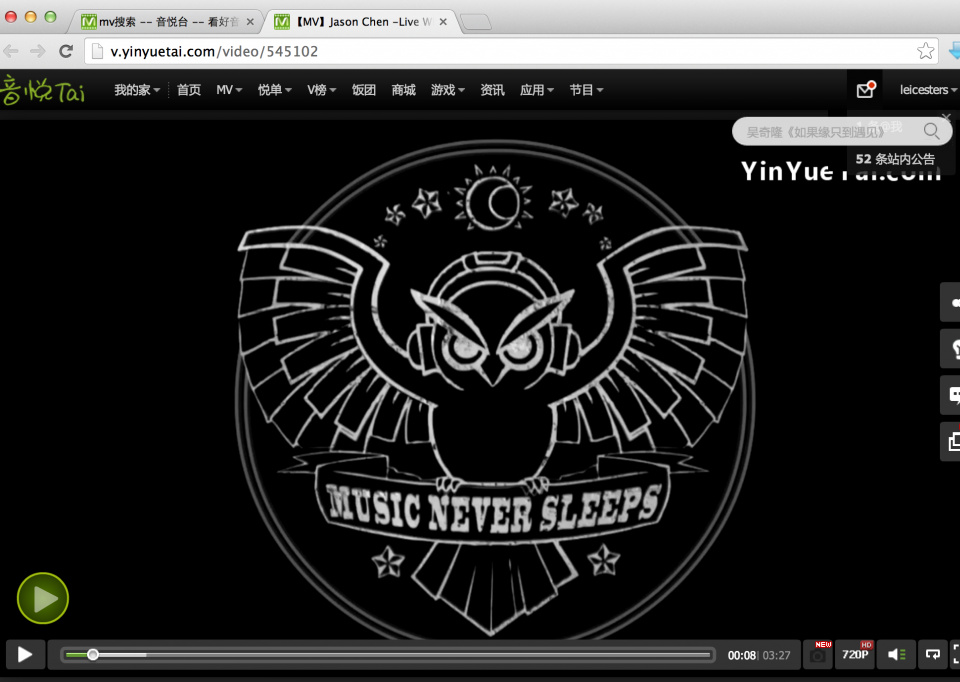 mv搜索 -- 音悦台 -- 看好音
【MV】Jason Chen -Live W
v.yinyuetai.com/video/545102
音悦Tai
我的家 首页 MV 悦单 V榜 饭团 商城 游戏 资讯 应用 节目 leicesters
吴奇隆《如果缘只到遇见》
52 条站内公告
YinYueTai.com
MUSIC NEVER SLEEPS
00:08 | 03:27 NEW 720P HD